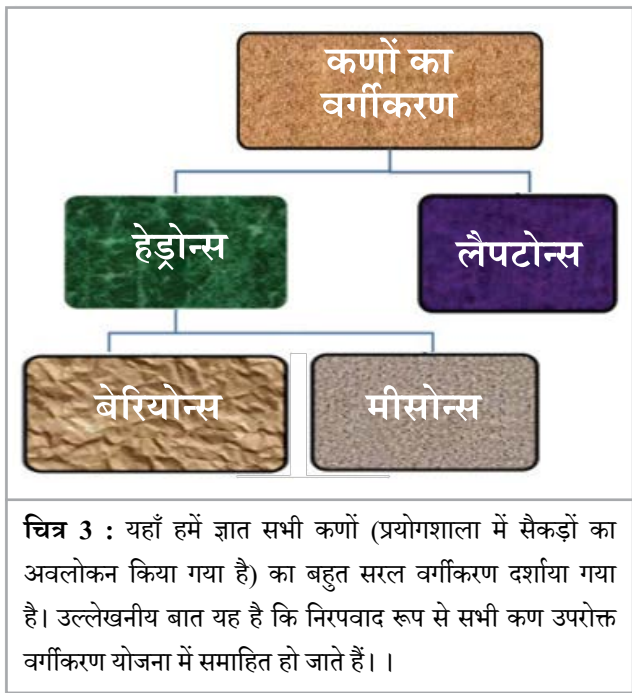 कणों का
वर्गीकरण
हेड्रोन्स
लैपटोन्स
बेरियोन्स
मीसोन्स
चित्र 3 : यहाँ हमें ज्ञात सभी कणों (प्रयोगशाला में सैकड़ों का
अवलोकन किया गया है) का बहुत सरल वर्गीकरण दर्शाया गया
है। उल्लेखनीय बात यह है कि निरपवाद रूप से सभी कण उपरोक्त
वर्गीकरण योजना में समाहित हो जाते हैं। ।